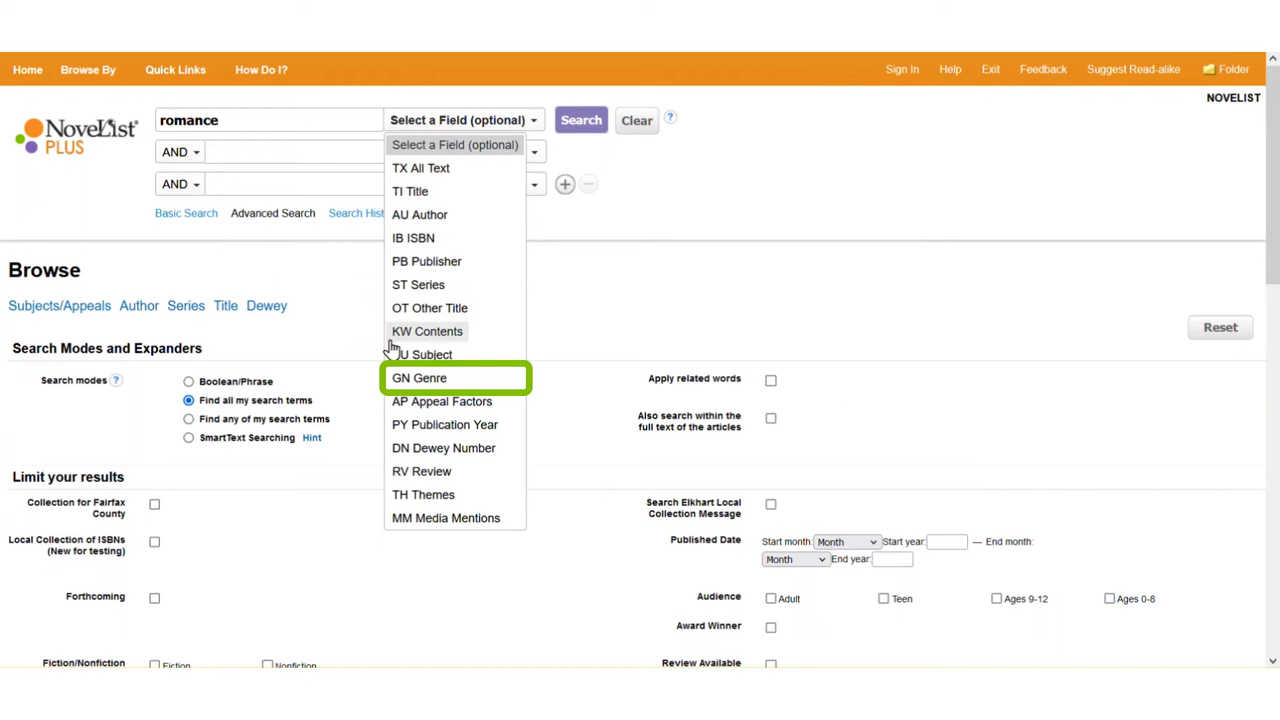 Home Browse By Quick Links How Do I? Sign In Help Exit Feedback Suggest Read-alike Folder
NOVELIST
NoveList PLUS
romance Select a Field (optional) Search Clear ?
AND
AND
Basic Search Advanced Search Search Hist
Select a Field (optional)
TX All Text
TI Title
AU Author
IB ISBN
PB Publisher
ST Series
OT Other Title
KW Contents
U Subject
GN Genre
AP Appeal Factors
PY Publication Year
DN Dewey Number
RV Review
TH Themes
MM Media Mentions
Browse
Subjects/Appeals Author Series Title Dewey
Reset
Search Modes and Expanders
Search modes ?
Boolean/Phrase
Find all my search terms
Find any of my search terms
SmartText Searching Hint
Apply related words
Also search within the
full text of the articles
Limit your results
Collection for Fairfax
County
Local Collection of ISBNs
(New for testing)
Forthcoming
Fiction/Nonfiction Fiction Nonfiction
Search Elkhart Local
Collection Message
Published Date Start month: Month Start year: — End month:
Month End year:
Audience Adult Teen Ages 9-12 Ages 0-8
Award Winner
Review Available